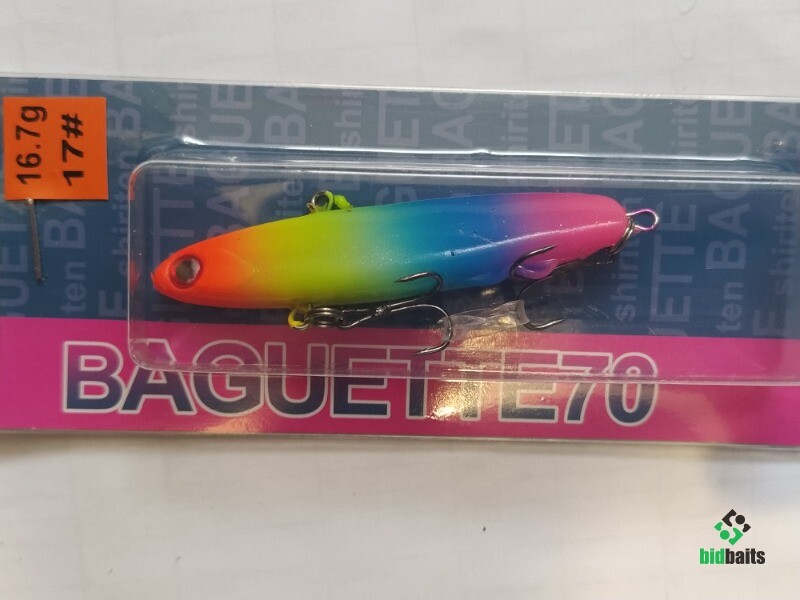 16.7g
17#
BAGUETTE70
bidbaits